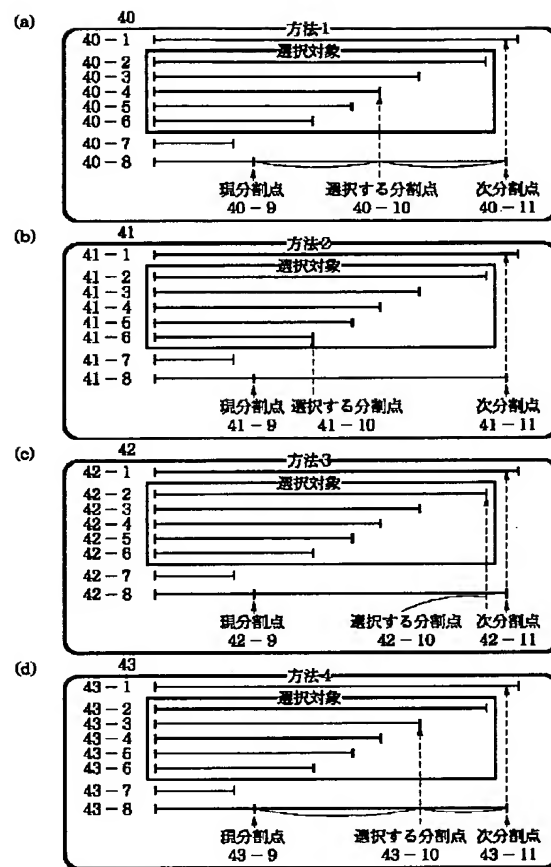 (a)
40
方法1
40-1
選択対象
40-2
40-3
40-4
40-5
40-6
40-7
40-8
現分割点 選択する分割点 次分割点
40-9 40-10 40-11
(b)
41
方法2
41-1
選択対象
41-2
41-3
41-4
41-5
41-6
41-7
41-8
現分割点 選択する分割点 次分割点
41-9 41-10 41-11
(c)
42
方法3
42-1
選択対象
42-2
42-3
42-4
42-5
42-6
42-7
42-8
現分割点 選択する分割点 次分割点
42-9 42-10 42-11
(d)
43
方法4
43-1
選択対象
43-2
43-3
43-4
43-5
43-6
43-7
43-8
現分割点 選択する分割点 次分割点
43-9 43-10 43-11